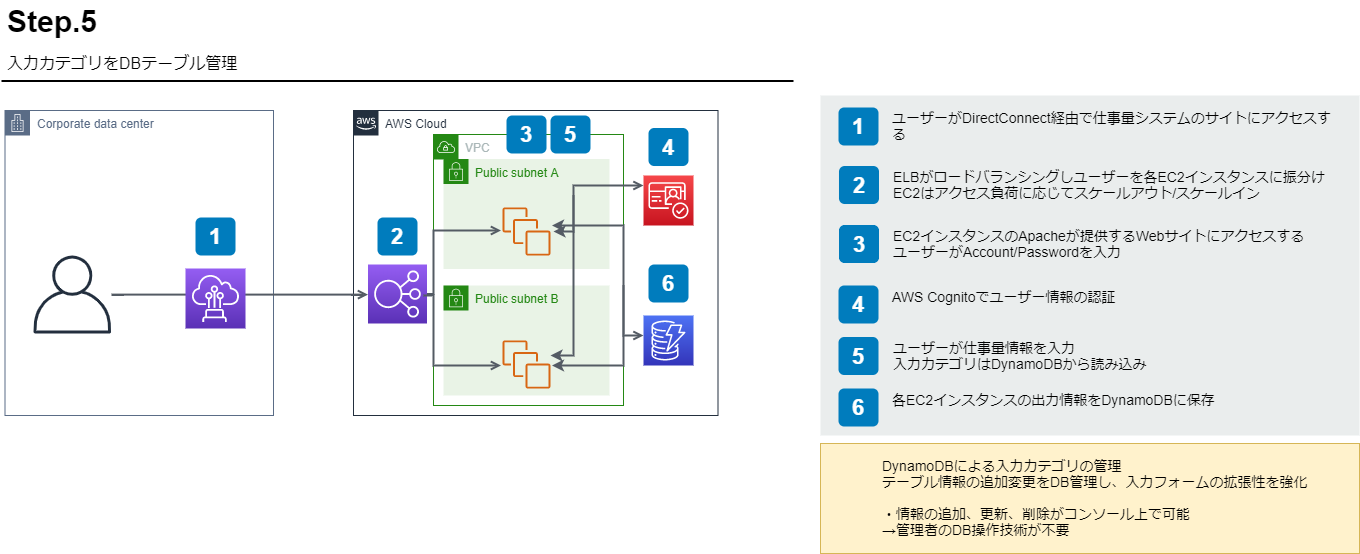 Step.5
入力カテゴリをDBテーブル管理
Corporate data center
1
aws
AWS Cloud
2
VPC
3
5
4
Public subnet A
6
Public subnet B
1
ユーザーがDirectConnect経由で仕事量システムのサイトにアクセスす
る
2
ELBがロードバランシングしユーザーを各EC2インスタンスに振分け
EC2はアクセス負荷に応じてスケールアウト/スケールイン
3
EC2インスタンスのApacheが提供するWebサイトにアクセスする
ユーザーがAccount/Passwordを入力
4
AWS Cognitoでユーザー情報の認証
5
ユーザーが仕事量情報を入力
入力カテゴリはDynamoDBから読み込み
6
各EC2インスタンスの出力情報をDynamoDBに保存
DynamoDBによる入力カテゴリの管理
テーブル情報の追加変更をDB管理し、入力フォームの拡張性を強化
・情報の追加、更新、削除がコンソール上で可能
→管理者のDB操作技術が不要